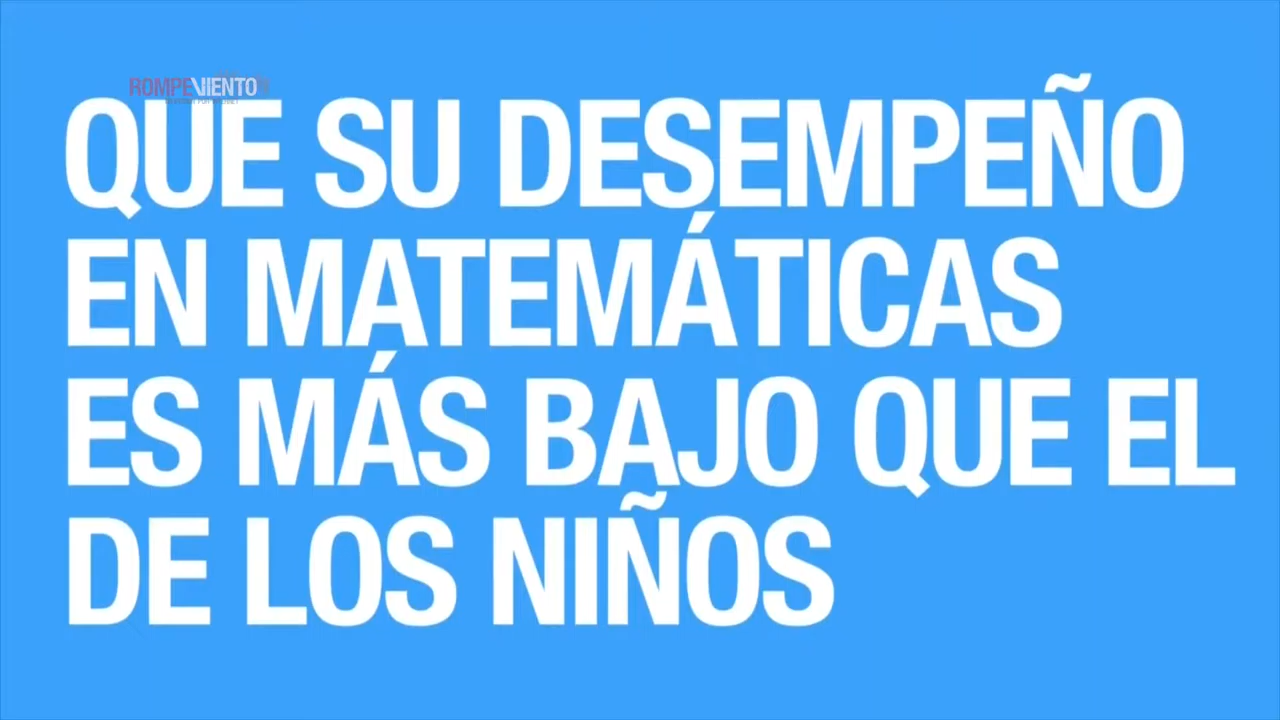 ROMPEVIENTO
QUE SU DESEMPEÑO
EN MATEMÁTICAS
ES MÁS BAJO QUE EL
DE LOS NIÑOS